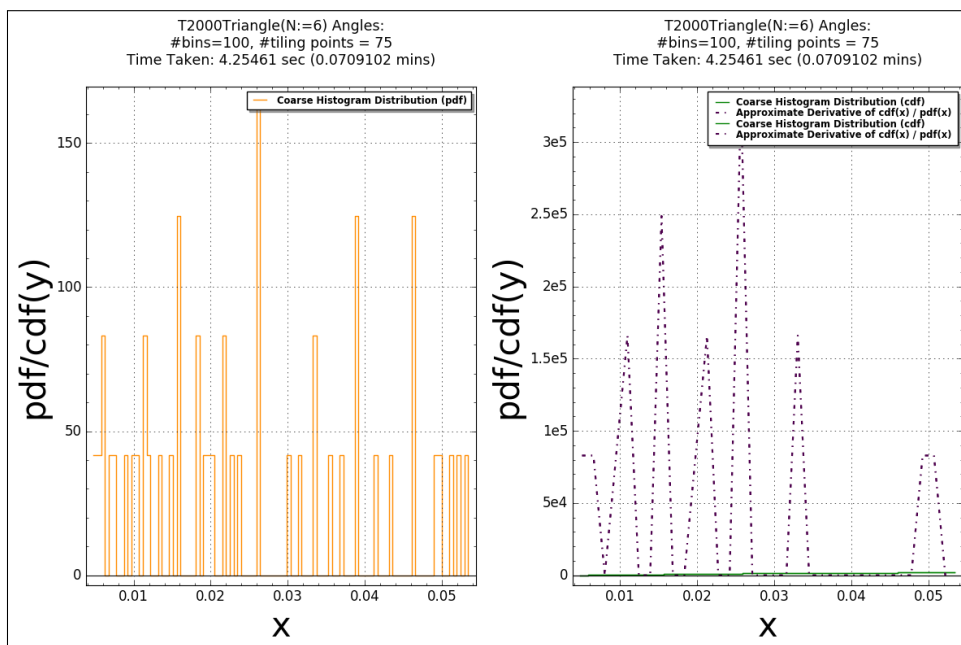 T2000Triangle(N:=6) Angles:
#bins=100, #tiling points = 75
Time Taken: 4.25461 sec (0.0709102 mins)
Coarse Histogram Distribution (pdf)
pdf/cdf(y)
150
100
50
0
0.01 0.02 0.03 0.04 0.05
x
T2000Triangle(N:=6) Angles:
#bins=100, #tiling points = 75
Time Taken: 4.25461 sec (0.0709102 mins)
Coarse Histogram Distribution (cdf)
Approximate Derivative of cdf(x) / pdf(x)
Coarse Histogram Distribution (cdf)
Approximate Derivative of cdf(x) / pdf(x)
pdf/cdf(y)
3e5
2.5e5
2e5
1.5e5
1e5
5e4
0
0.01 0.02 0.03 0.04 0.05
x